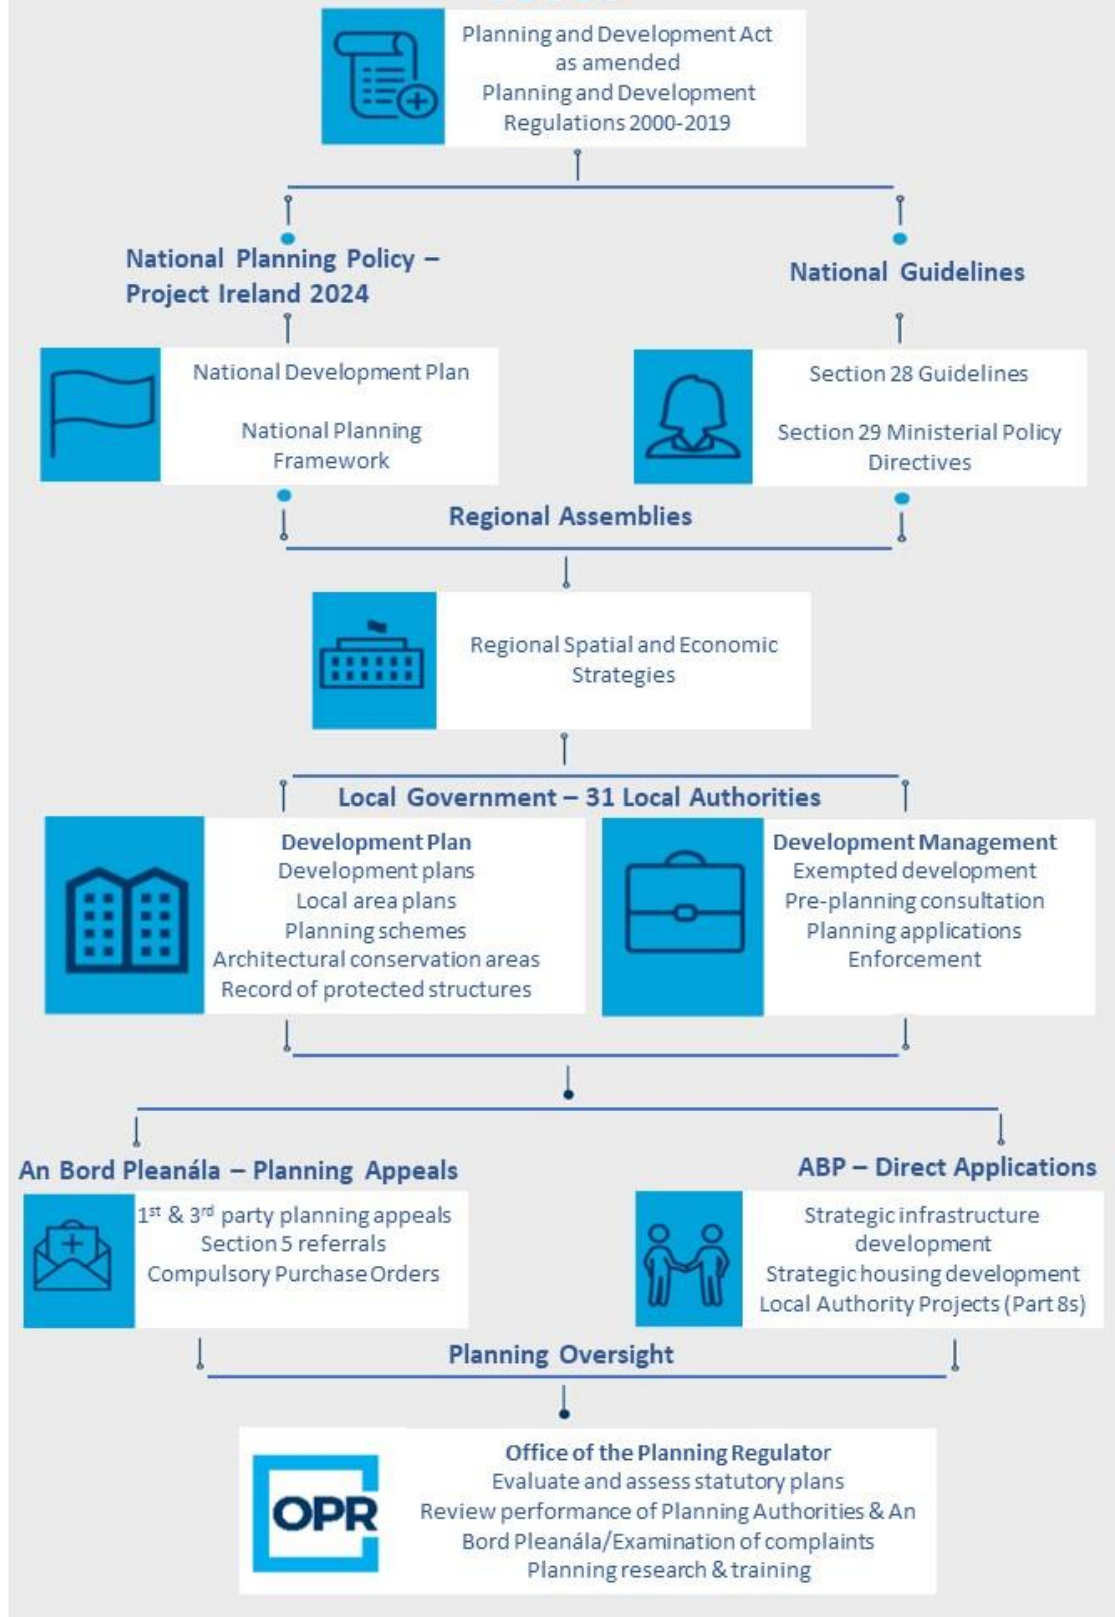 Planning and Development Act
as amended
Planning and Development
Regulations 2000-2019
National Planning Policy –
Project Ireland 2024
National Guidelines
National Development Plan
National Planning
Framework
Section 28 Guidelines
Section 29 Ministerial Policy
Directives
Regional Assemblies
Regional Spatial and Economic
Strategies
Local Government – 31 Local Authorities
Development Plan
Development plans
Local area plans
Planning schemes
Architectural conservation areas
Record of protected structures
Development Management
Exempted development
Pre-planning consultation
Planning applications
Enforcement
An Bord Pleanála – Planning Appeals
1st & 3rd party planning appeals
Section 5 referrals
Compulsory Purchase Orders
ABP – Direct Applications
Strategic infrastructure
development
Strategic housing development
Local Authority Projects (Part 8s)
Planning Oversight
OPR
Office of the Planning Regulator
Evaluate and assess statutory plans
Review performance of Planning Authorities & An
Bord Pleanála/Examination of complaints
Planning research & training